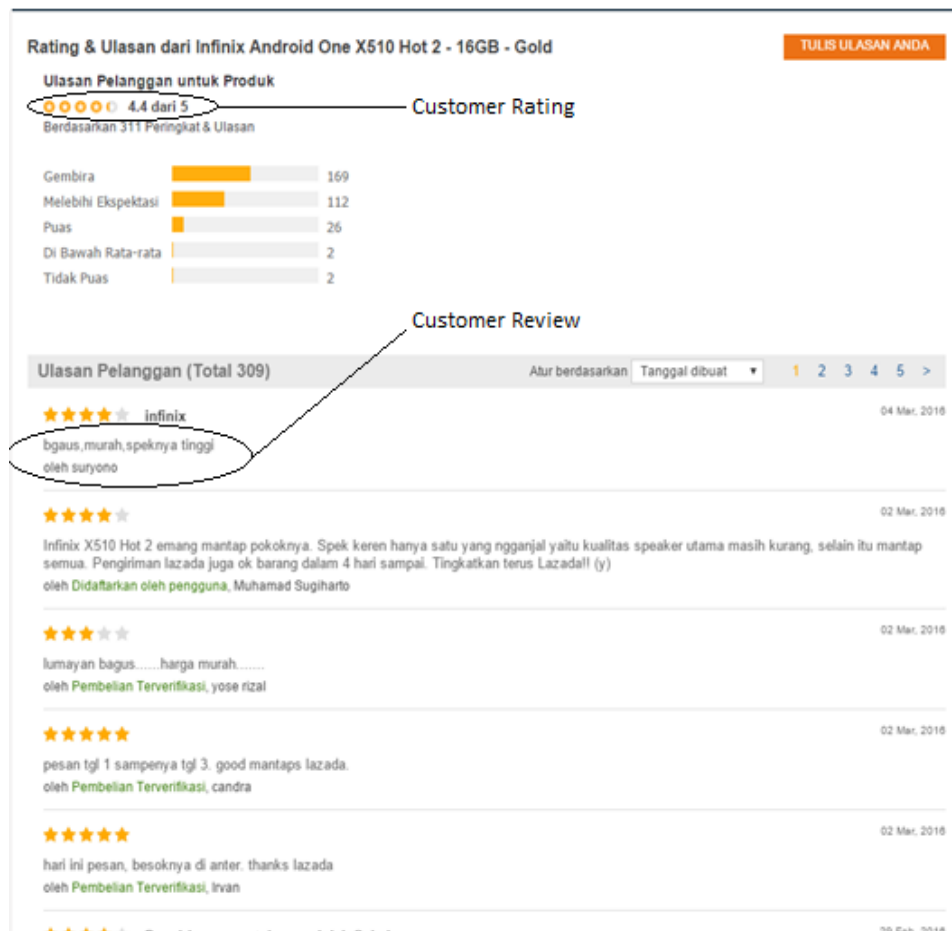 Rating & Ulasan dari Infinix Android One X510 Hot 2 - 16GB - Gold
TULIS ULASAN ANDA
Ulasan Pelanggan untuk Produk
4.4 dari 5
Customer Rating
Berdasarkan 311 Peringkat & Ulasan
Gembira 169
Melebihi Ekspektasi 112
Puas 26
Di Bawah Rata-rata 2
Tidak Puas 2
Customer Review
Ulasan Pelanggan (Total 309)
Atur berdasarkan Tanggal dibuat 1 2 3 4 5 >
infinix
04 Mar, 2016
bgaus,murah,speknya tinggi
oleh suryono
02 Mar, 2016
Infinix X510 Hot 2 emang mantap pokoknya. Spek keren hanya satu yang ngganjal yaitu kualitas speaker utama masih kurang, selain itu mantap
semua. Pengiriman lazada juga ok barang dalam 4 hari sampai. Tingkatkan terus Lazada!! (y)
oleh Didaftarkan oleh pengguna, Muhamad Sugiharto
02 Mar, 2016
lumayan bagus......harga murah.......
oleh Pembelian Terverifikasi, yose rizal
02 Mar, 2016
pesan tgl 1 sampenya tgl 3. good mantaps lazada.
oleh Pembelian Terverifikasi, candra
02 Mar, 2016
hari ini pesan, besoknya di anter. thanks lazada
oleh Pembelian Terverifikasi, Irvan